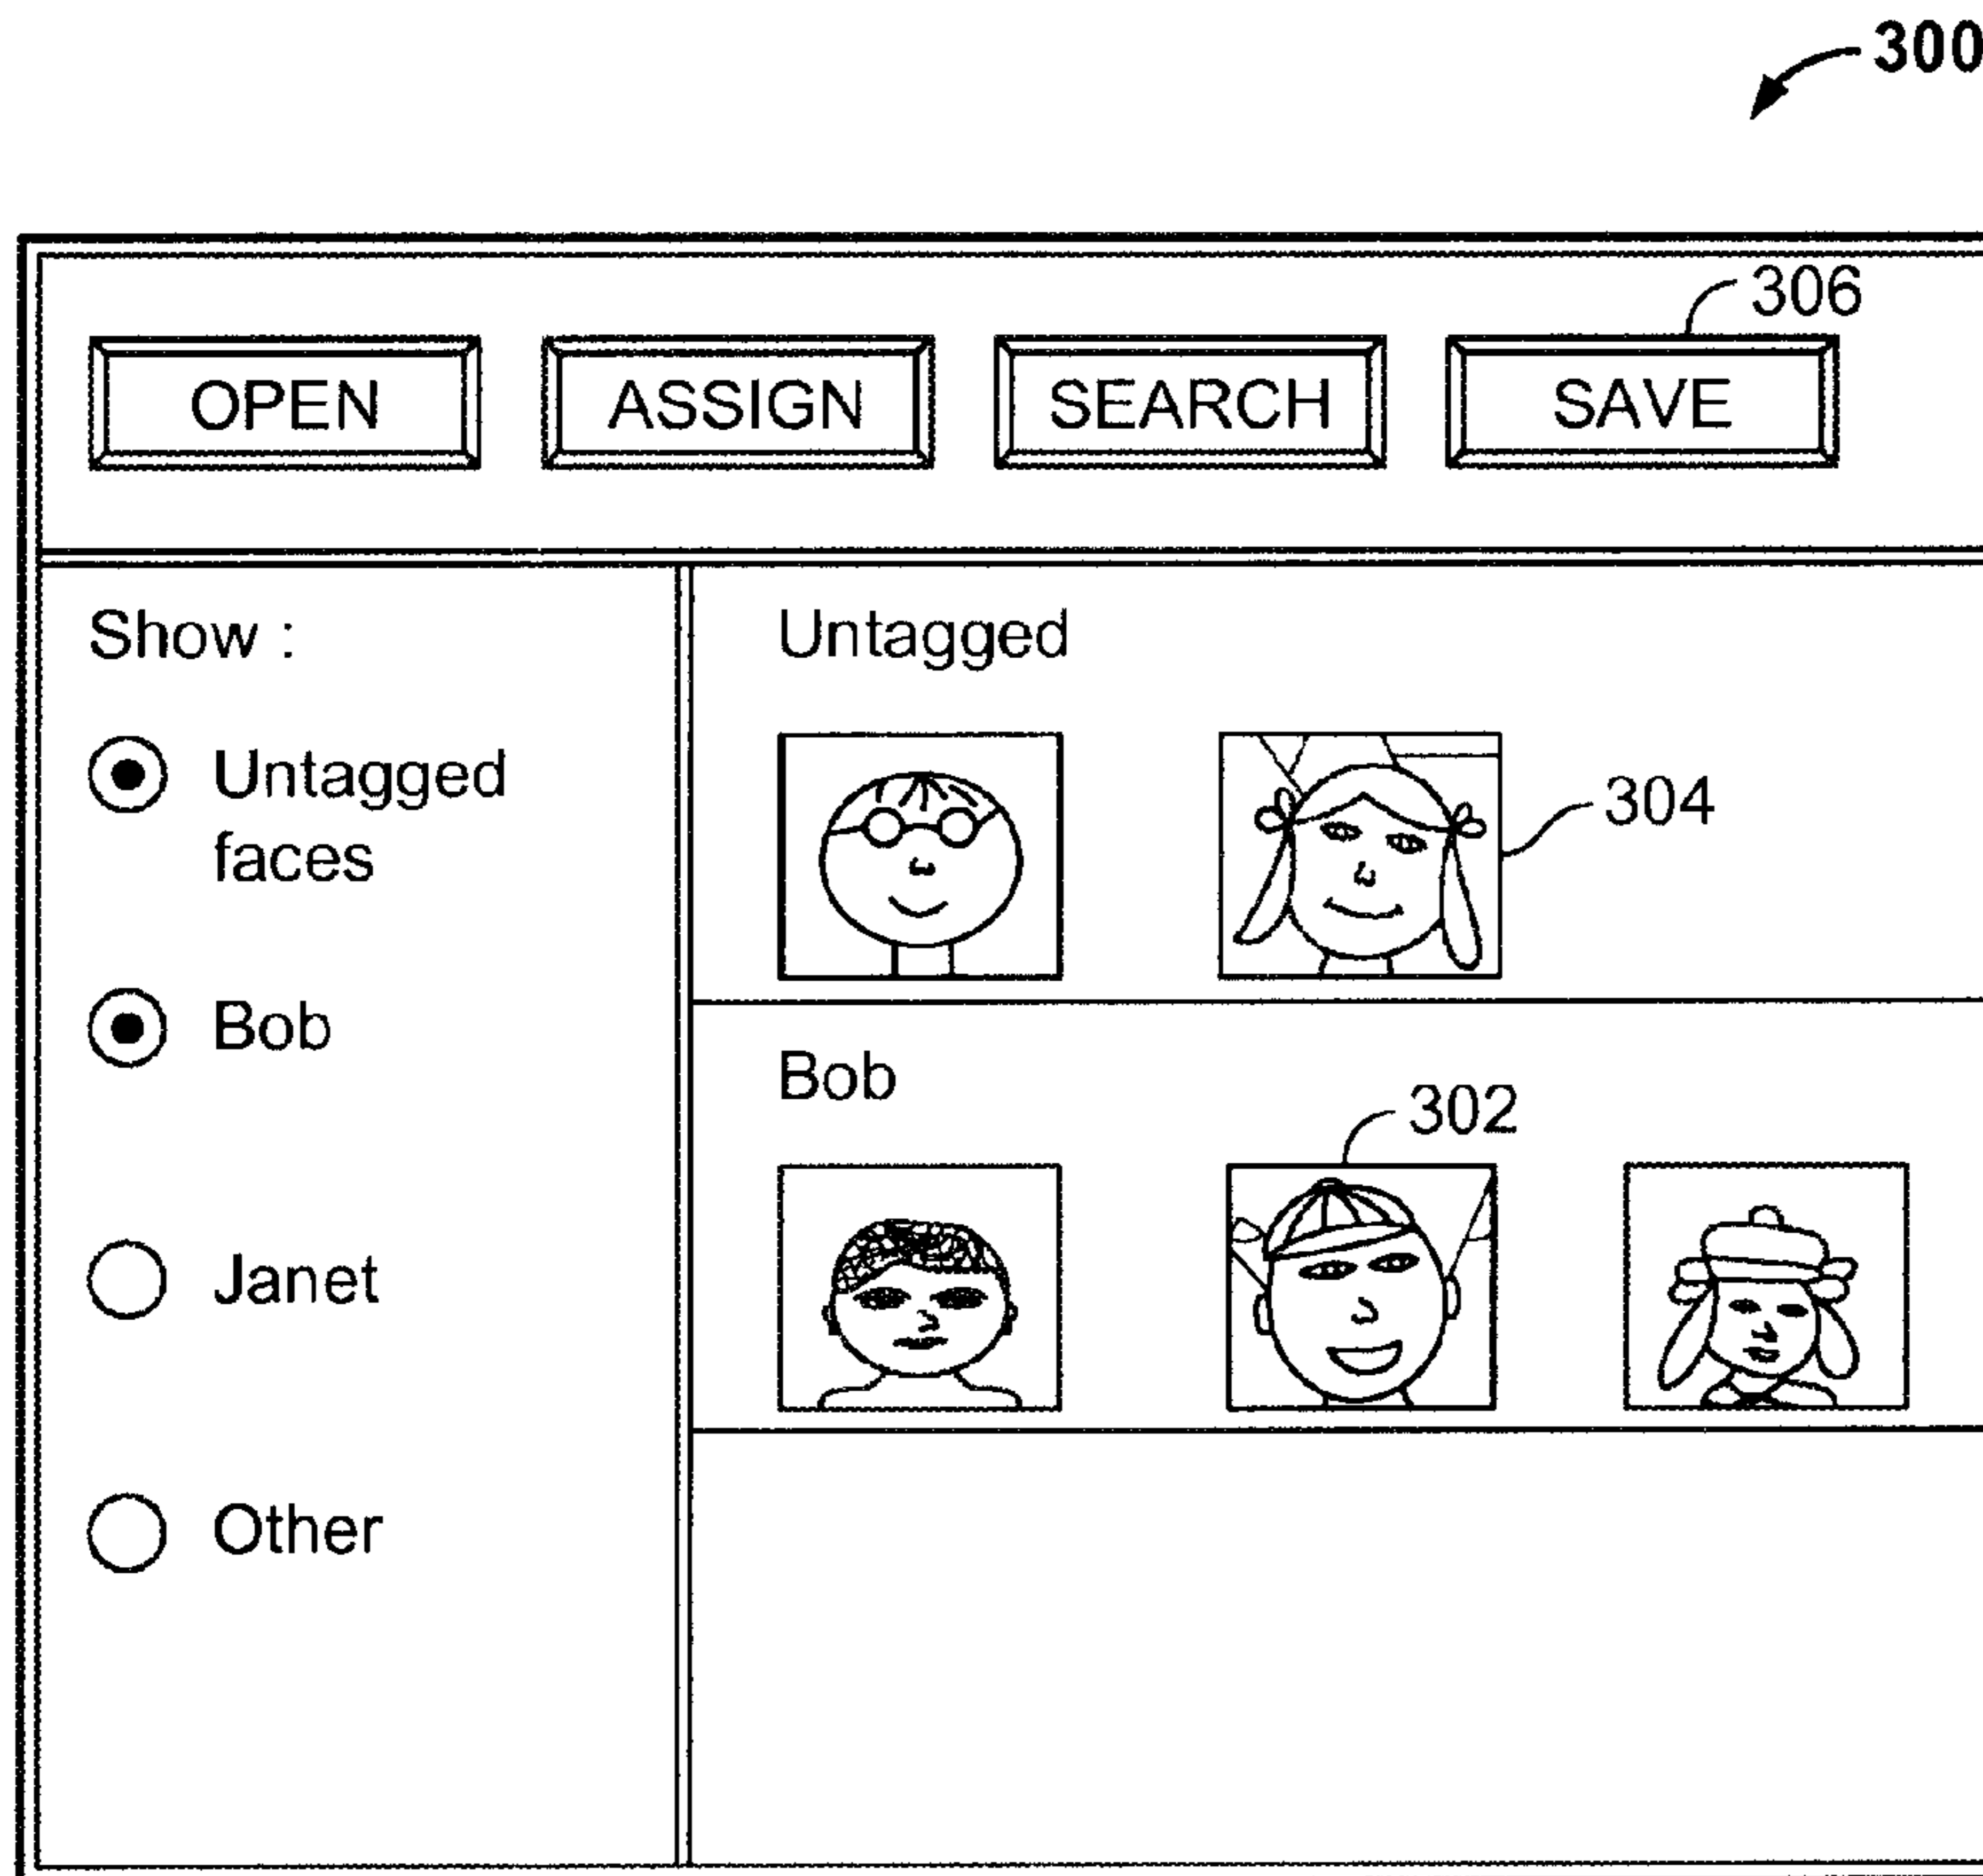 300
306
OPEN ASSIGN SEARCH SAVE
Show :
Untagged
faces
Bob
Janet
Other
Untagged
304
Bob
302